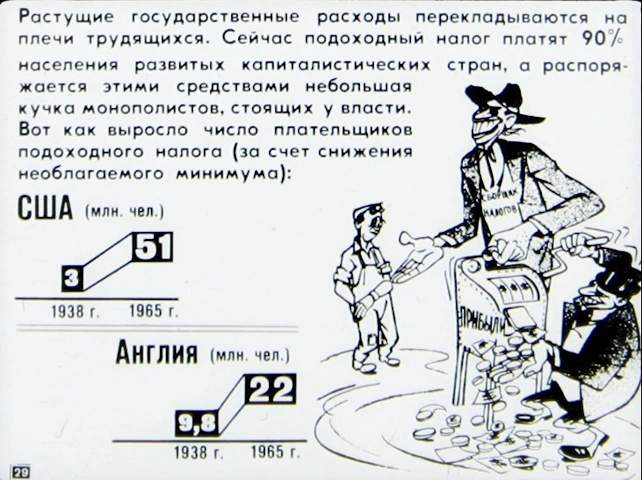 Растущие государственные расходы перекладываются на
плечи трудящихся. Сейчас подоходный налог платят 90%
населения развитых капиталистических стран, а распоря-
жается этими средствами небольшая
кучка монополистов, стоящих у власти.
Вот как выросло число плательщиков
подоходного налога (за счет снижения
необлагаемого минимума):
США (млн. чел.)
3 51
1938 г. 1965 г.
Англия (млн. чел.)
9,8 22
1938 г. 1965 г.
СБОРЩИК
НАЛОГОВ
ПРИБЫЛИ
29